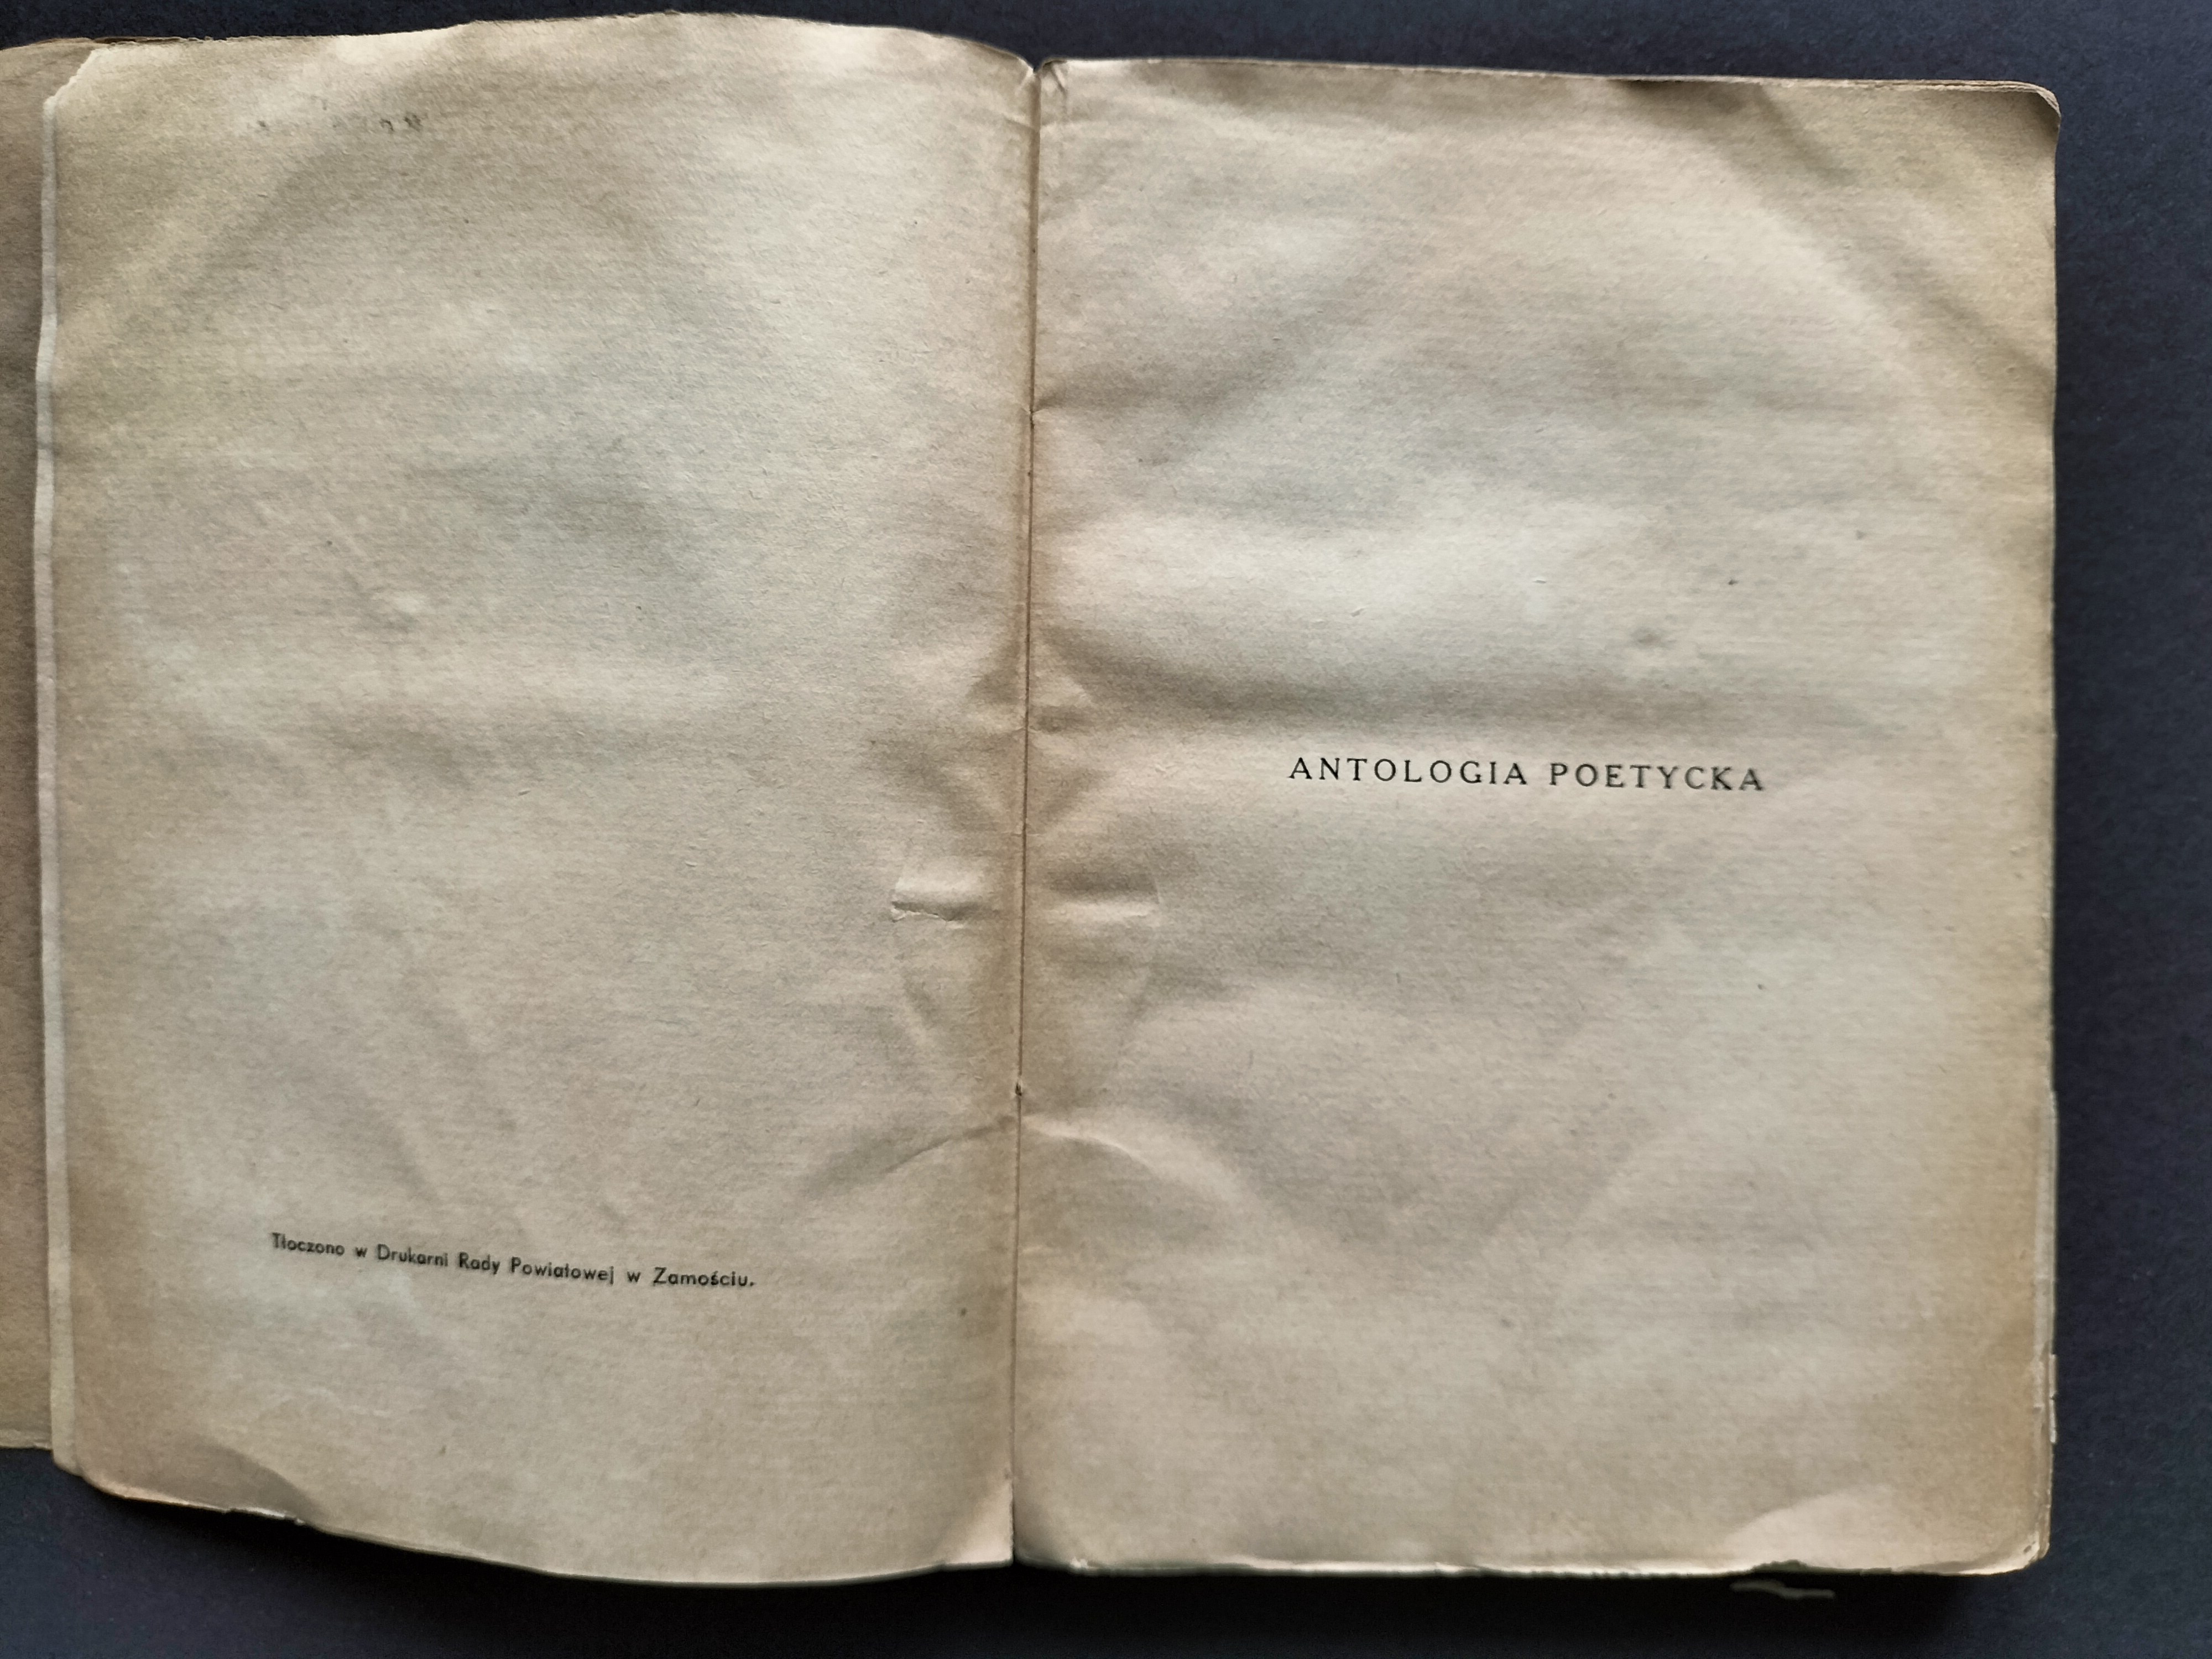 Tłoczono w Drukarni Rady Powiatowej w Zamościu.
ANTOLOGIA POETYCKA